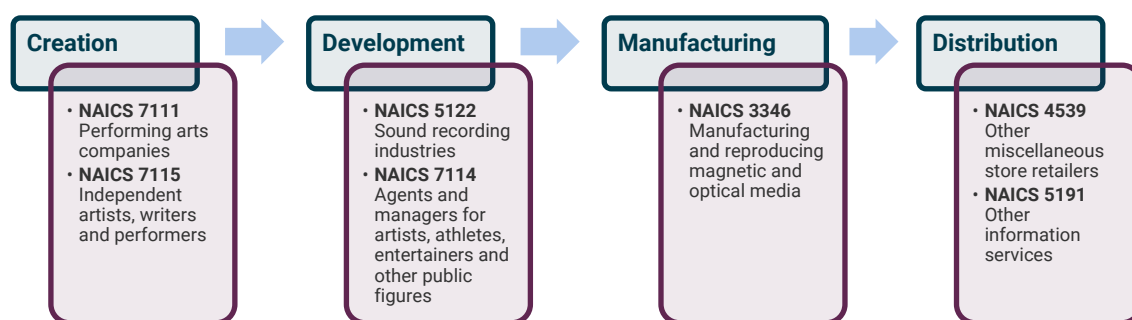 Creation
• NAICS 7111
Performing arts
companies
• NAICS 7115
Independent
artists, writers
and performers
Development
• NAICS 5122
Sound recording
industries
• NAICS 7114
Agents and
managers for
artists, athletes,
entertainers and
other public
figures
Manufacturing
• NAICS 3346
Manufacturing
and reproducing
magnetic and
optical media
Distribution
• NAICS 4539
Other
miscellaneous
store retailers
• NAICS 5191
Other
information
services